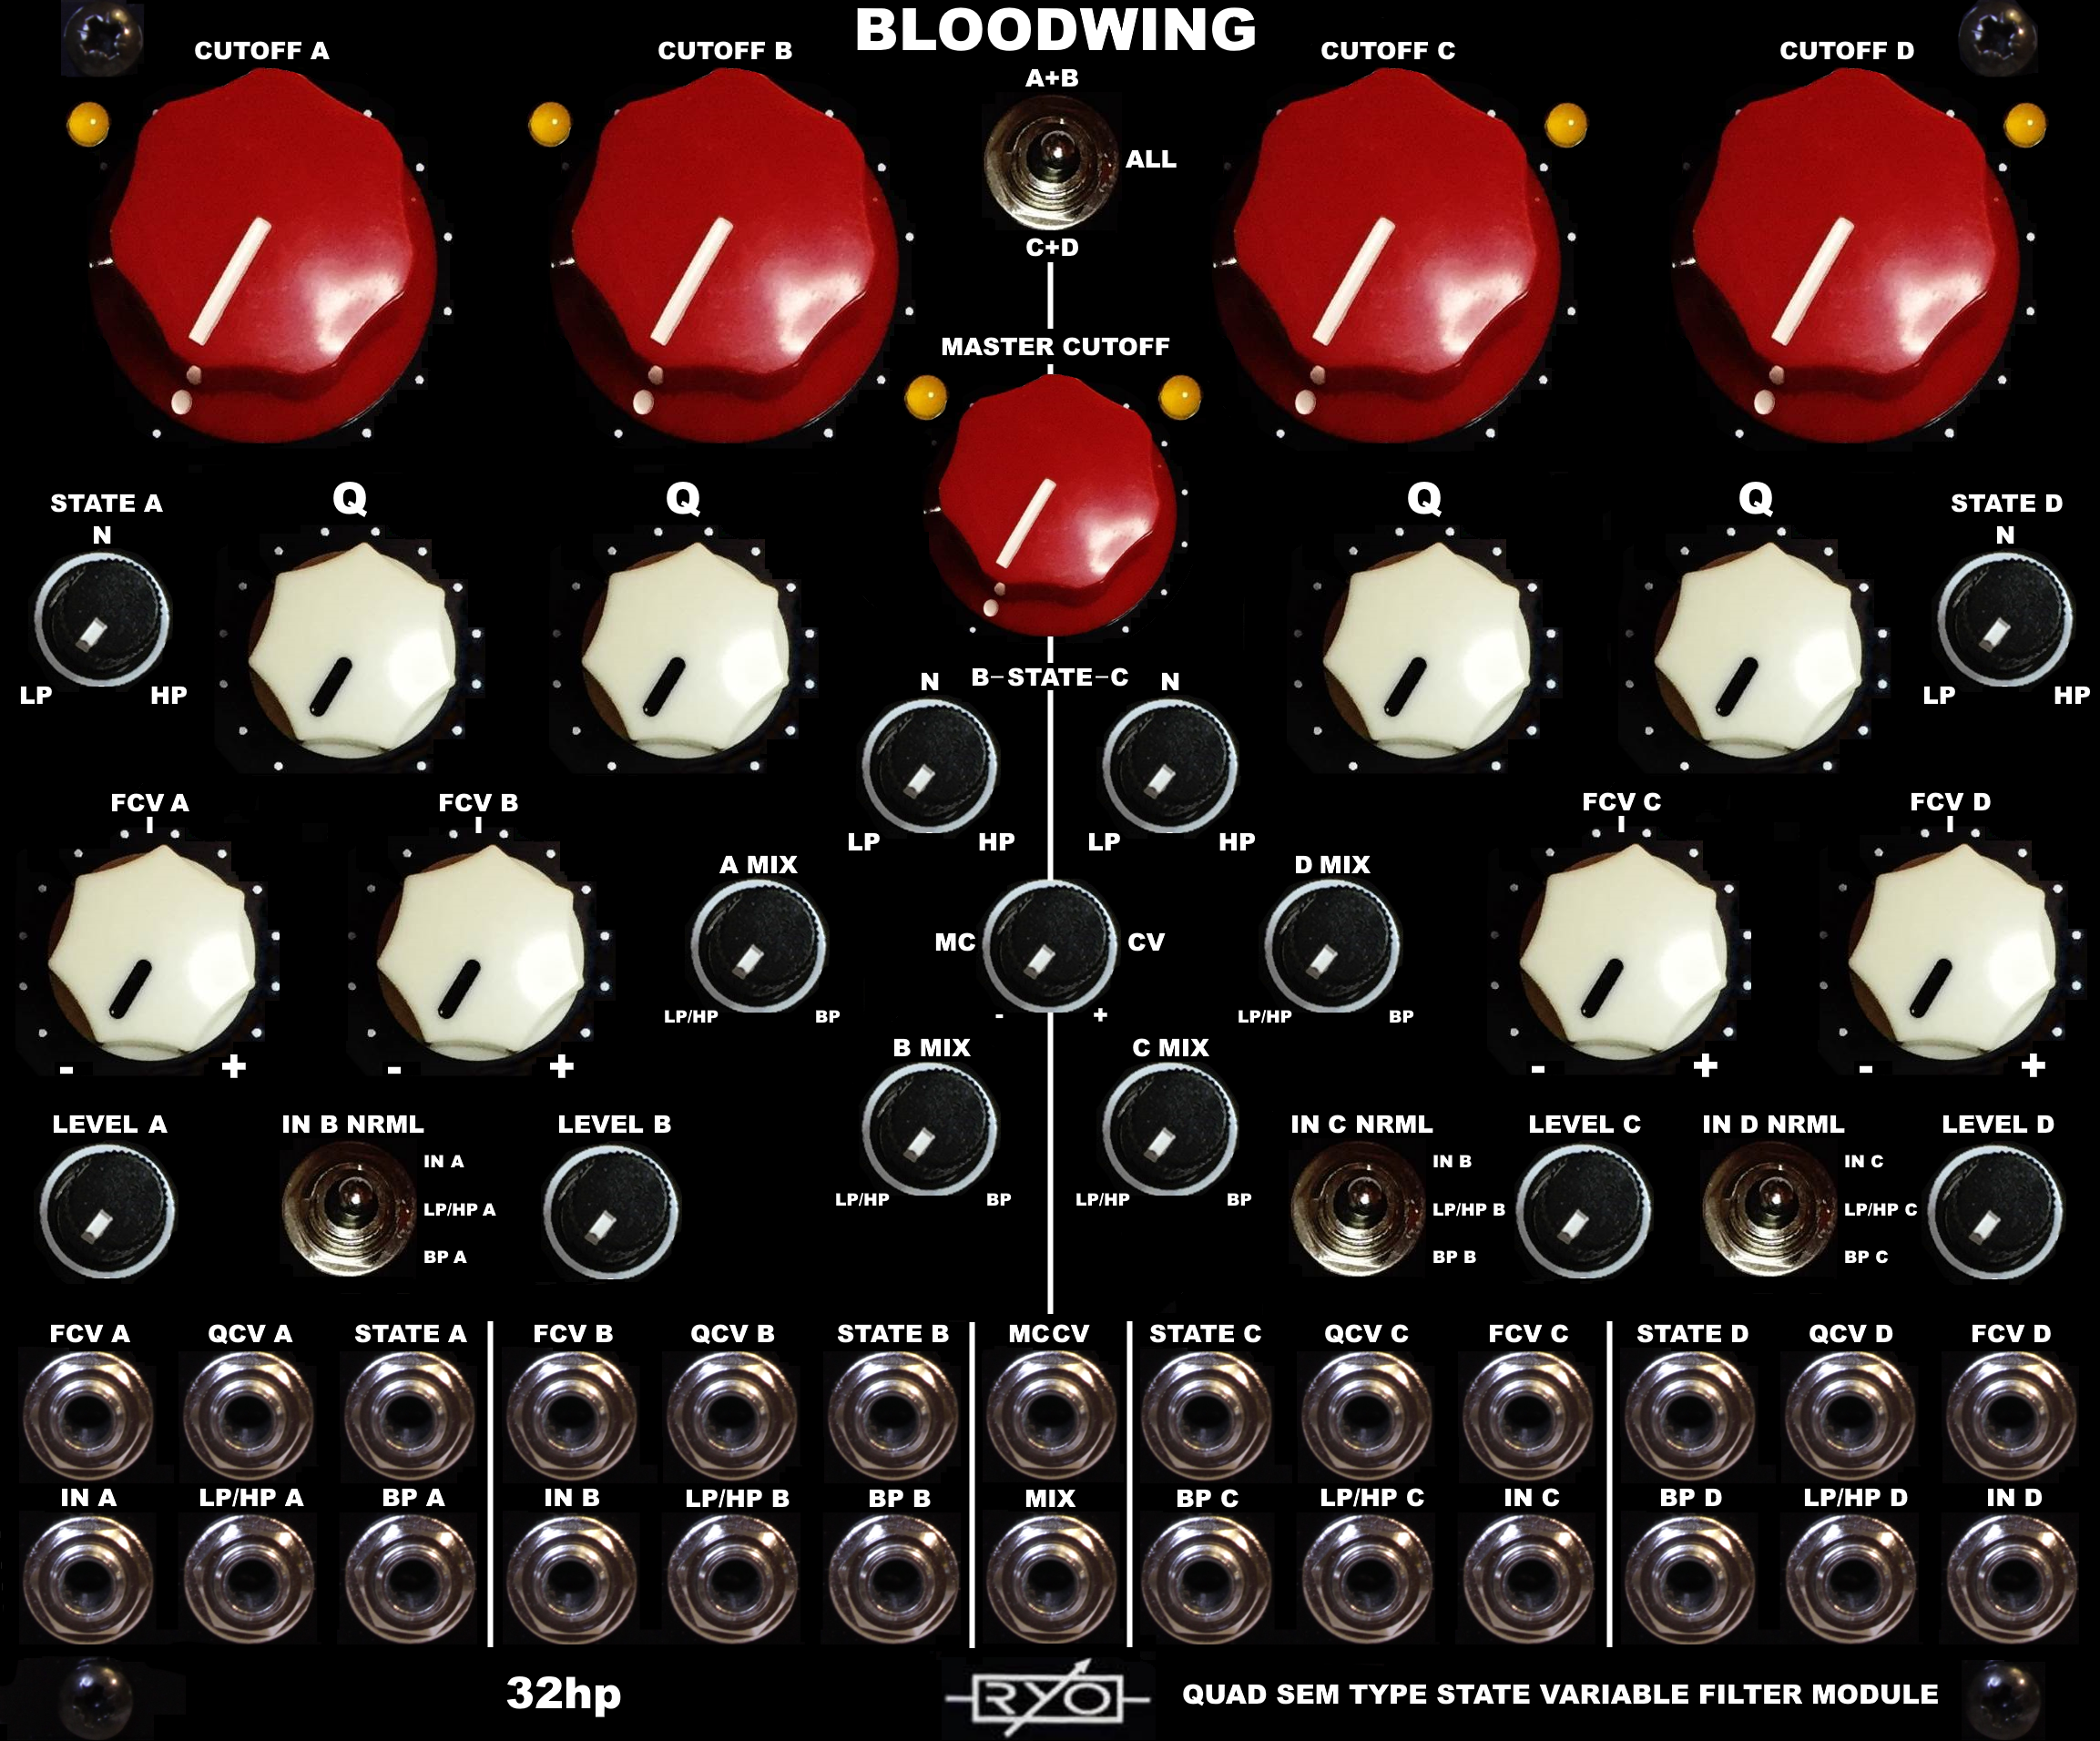 BLOODWING
CUTOFF A
CUTOFF B
CUTOFF C
CUTOFF D
A+B
ALL
C+D
MASTER CUTOFF
STATE A
N
LP
HP
Q
Q
Q
Q
STATE D
N
LP
HP
B-STATE-C
N
N
LP
HP
LP
HP
FCV A
FCV B
FCV C
FCV D
- +
- +
- +
- +
A MIX
LP/HP
BP
MC
CV
- +
D MIX
LP/HP
BP
B MIX
LP/HP
BP
C MIX
LP/HP
BP
LEVEL A
IN B NRML
IN A
LP/HP A
BP A
LEVEL B
IN C NRML
IN B
LP/HP B
BP B
LEVEL C
IN D NRML
IN C
LP/HP C
BP C
LEVEL D
FCV A QCV A STATE A FCV B QCV B STATE B MCCV STATE C QCV C FCV C STATE D QCV D FCV D
IN A LP/HP A BP A IN B LP/HP B BP B MIX BP C LP/HP C IN C BP D LP/HP D IN D
32hp
RYO
QUAD SEM TYPE STATE VARIABLE FILTER MODULE